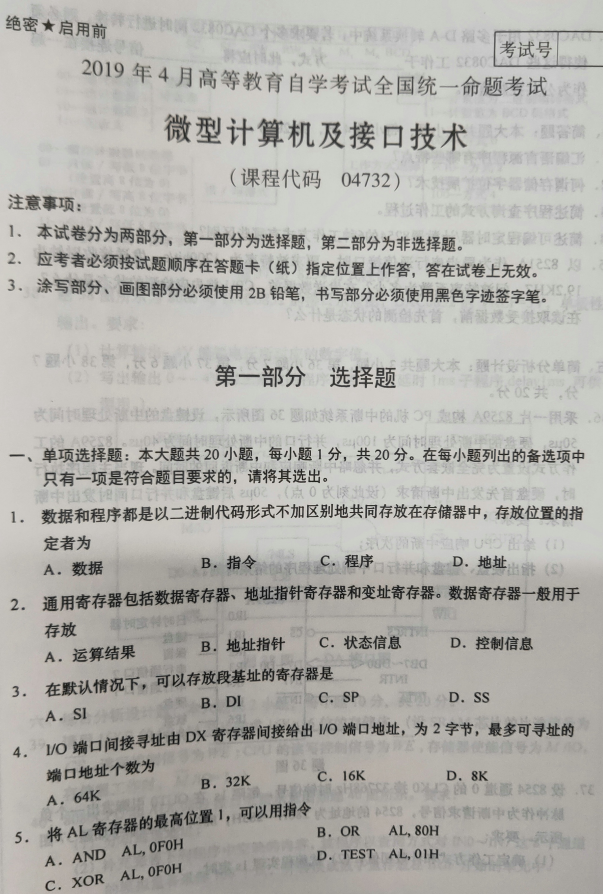 绝密★启用前
考试号
2019 年 4 月高等教育自学考试全国统一命题考试
微型计算机及接口技术
(课程代码 04732)
注意事项：
1. 本试卷分为两部分，第一部分为选择题，第二部分为非选择题。
2. 应考者必须按试题顺序在答题卡（纸）指定位置上作答，答在试卷上无效。
3. 涂写部分、画图部分必须使用 2B 铅笔，书写部分必须使用黑色字迹签字笔。
第一部分 选择题
一、单项选择题：本大题共 20 小题，每小题 1 分，共 20 分。在每小题列出的备选项中
只有一项是符合题目要求的，请将其选出。
1. 数据和程序都是以二进制代码形式不加区别地共同存放在存储器中，存放位置的指
定者为
A. 数据 B. 指令 C. 程序 D. 地址
2. 通用寄存器包括数据寄存器、地址指针寄存器和变址寄存器。数据寄存器一般用于
存放
A. 运算结果 B. 地址指针 C. 状态信息 D. 控制信息
3. 在默认情况下，可以存放段基址的寄存器是
A. SI B. DI C. SP D. SS
4. I/O 端口间接寻址由 DX 寄存器间接给出 I/O 端口地址，为 2 字节，最多可寻址的
端口地址个数为
A. 64K B. 32K C. 16K D. 8K
5. 将 AL 寄存器的最高位置 1，可以用指令
A. AND AL, 0F0H B. OR AL, 80H
C. XOR AL, 0F0H D. TEST AL, 01H